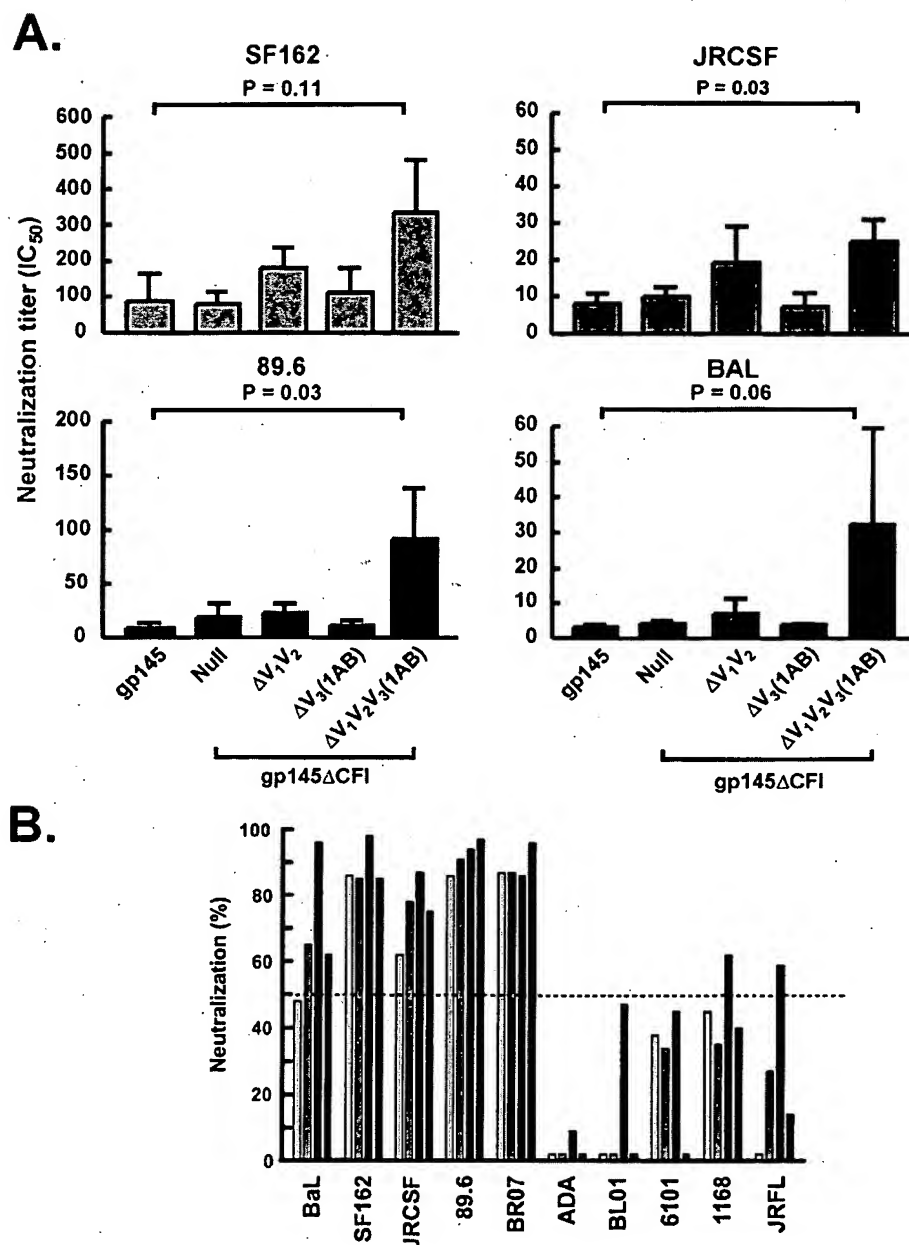 A.
SF162
P = 0.11
JRCSF
P = 0.03
Neutralization titer (IC50)
600
500
400
300
200
100
0
60
50
40
30
20
10
0
89.6
P = 0.03
BAL
P = 0.06
200
150
100
50
0
60
50
40
30
20
10
0
gp145
Null
ΔV1V2
ΔV3(1AB)
ΔV1V2V3(1AB)
gp145
Null
ΔV1V2
ΔV3(1AB)
ΔV1V2V3(1AB)
gp145ΔCFI
gp145ΔCFI
B.
Neutralization (%)
100
80
60
40
20
0
BaL
SF162
JRCSF
89.6
BR07
ADA
BL01
6101
1168
JRFL